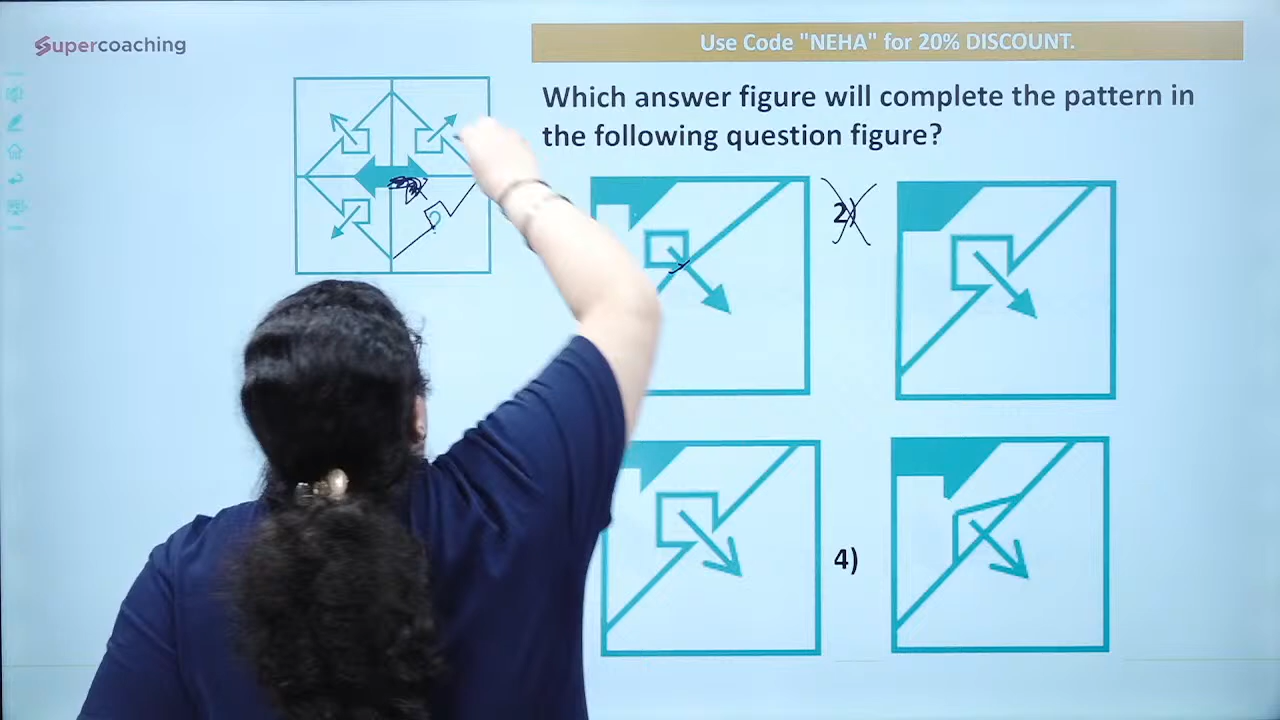 Supercoaching
Use Code "NEHA" for 20% DISCOUNT.
Which answer figure will complete the pattern in
the following question figure?
2)
?
4)